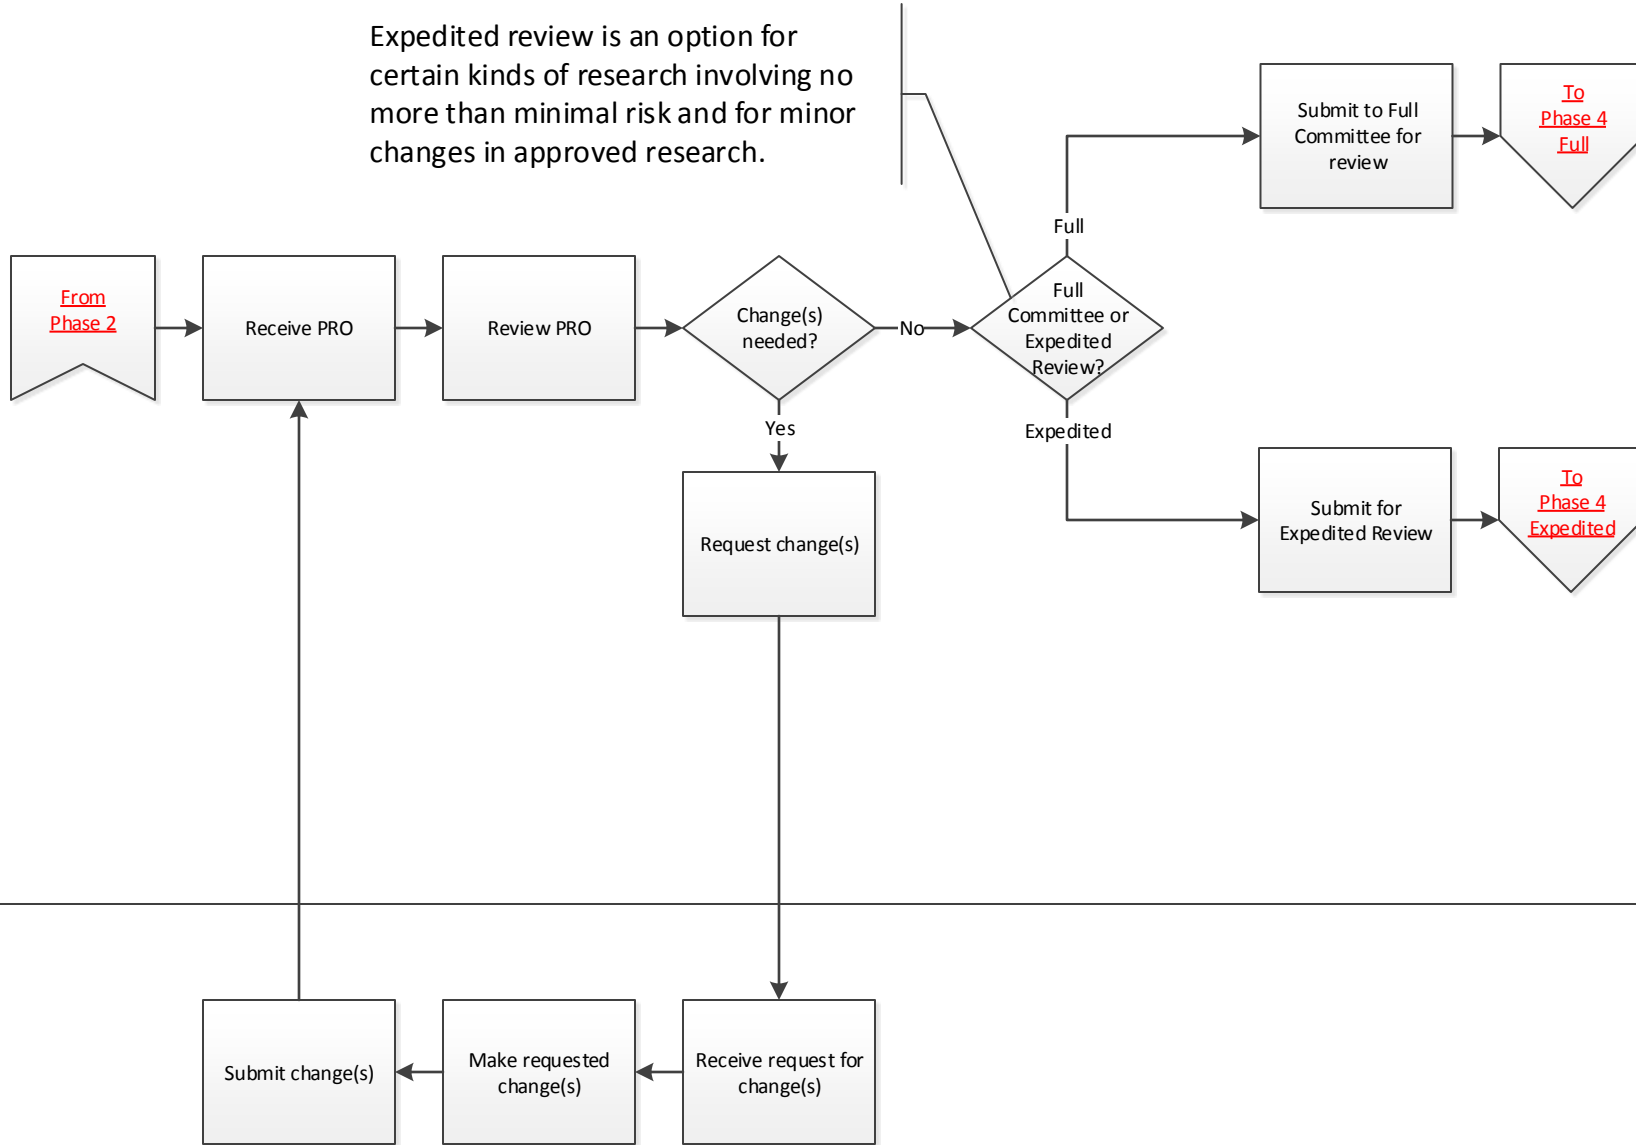 Expedited review is an option for
certain kinds of research involving no
more than minimal risk and for minor
changes in approved research.
Submit to Full
Committee for
review
To
Phase 4
Full
Full
From
Phase 2
Receive PRO
Review PRO
Change(s)
needed?
No
Full
Committee or
Expedited
Review?
Yes
Expedited
Request change(s)
Submit for
Expedited Review
To
Phase 4
Expedited
Submit change(s)
Make requested
change(s)
Receive request for
change(s)